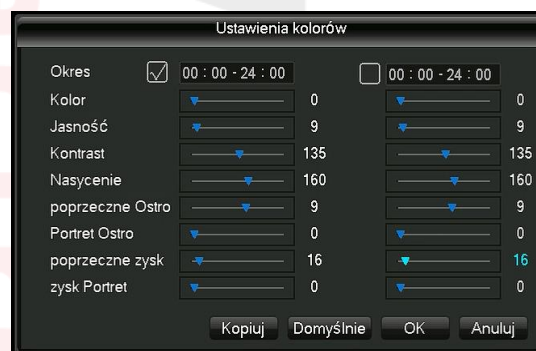 Ustawienia kolorów
Okres 00 : 00 - 24 : 00 00 : 00 - 24 : 00
Kolor 0 0
Jasność 9 9
Kontrast 135 135
Nasycenie 160 160
poprzeczne Ostro 9 9
Portret Ostro 0 0
poprzeczne zysk 16 16
zysk Portret 0 0
Kopiuj Domyślnie OK Anuluj